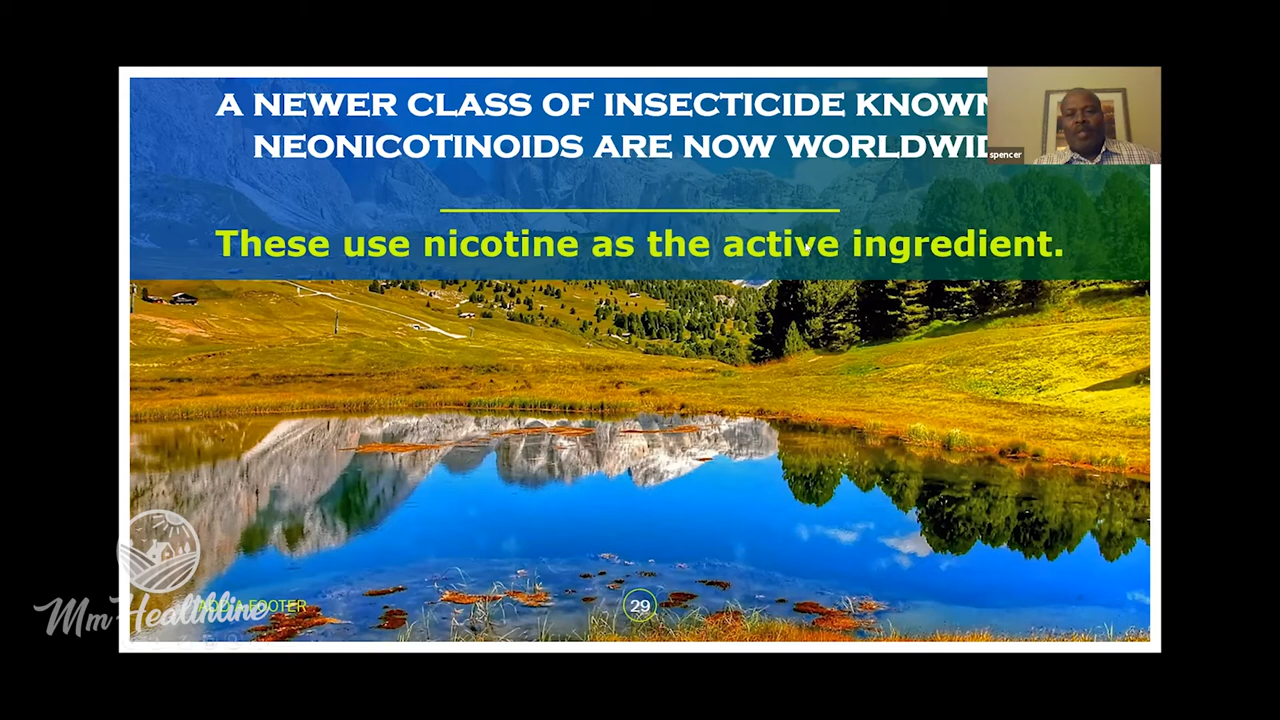 A NEWER CLASS OF INSECTICIDE KNOWN
NEONICOTINOIDS ARE NOW WORLDWID
spencer
These use nicotine as the active ingredient.
ADD A FOOTER
29
Mm Healthline